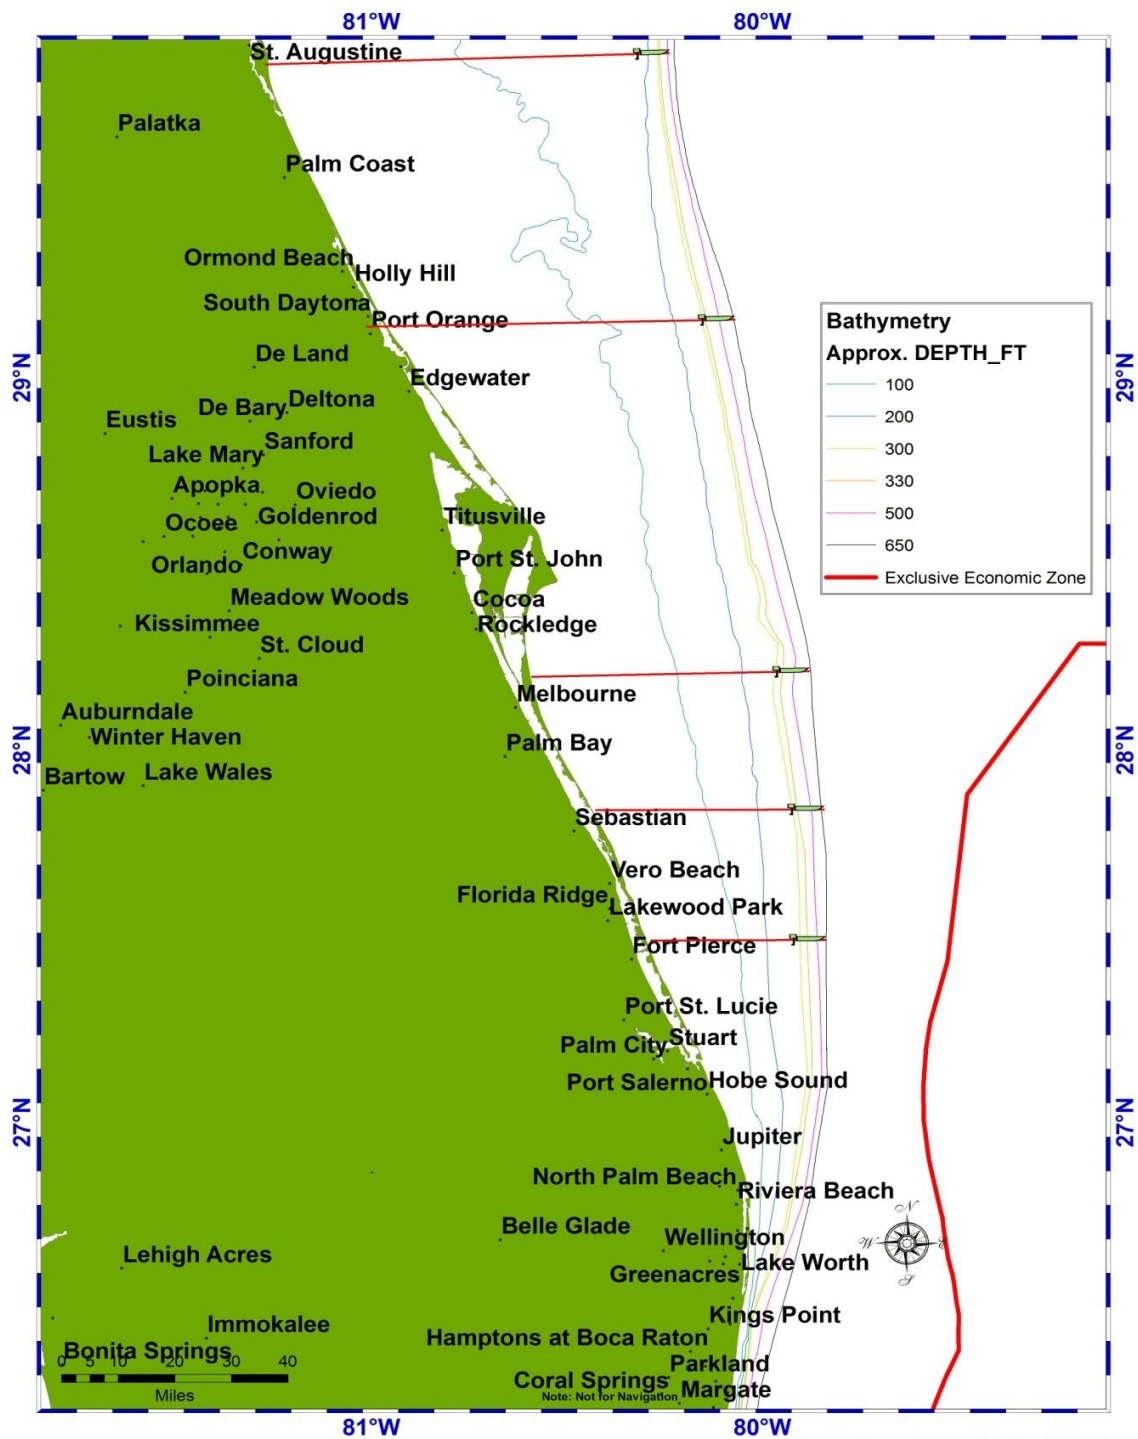 81°W 80°W
St. Augustine
Palatka
Palm Coast
Ormond Beach
Holly Hill
South Daytona
Port Orange
Bathymetry
Approx. DEPTH_FT
100
200
300
330
500
650
Exclusive Economic Zone
De Land
29°N
29°N
Edgewater
Deltona
De Bary
Eustis
Sanford
Lake Mary
Apopka
Oviedo
Ocoee
Goldenrod
Titusville
Conway
Orlando
Port St. John
Meadow Woods
Cocoa
Kissimmee
Rockledge
St. Cloud
Poinciana
Melbourne
Auburndale
Winter Haven
Palm Bay
28°N
28°N
Bartow
Lake Wales
Sebastian
Vero Beach
Florida Ridge
Lakewood Park
Fort Pierce
Port St. Lucie
Stuart
Palm City
Port Salerno
Hobe Sound
27°N
27°N
Jupiter
North Palm Beach
Riviera Beach
N
W E
S
Belle Glade
Wellington
Lehigh Acres
Lake Worth
Greenacres
Kings Point
Immokalee
Hamptons at Boca Raton
Bonita Springs
0 5 10 20 30 40
Miles
Parkland
Coral Springs
Margate
Note: Not for Navigation
81°W 80°W